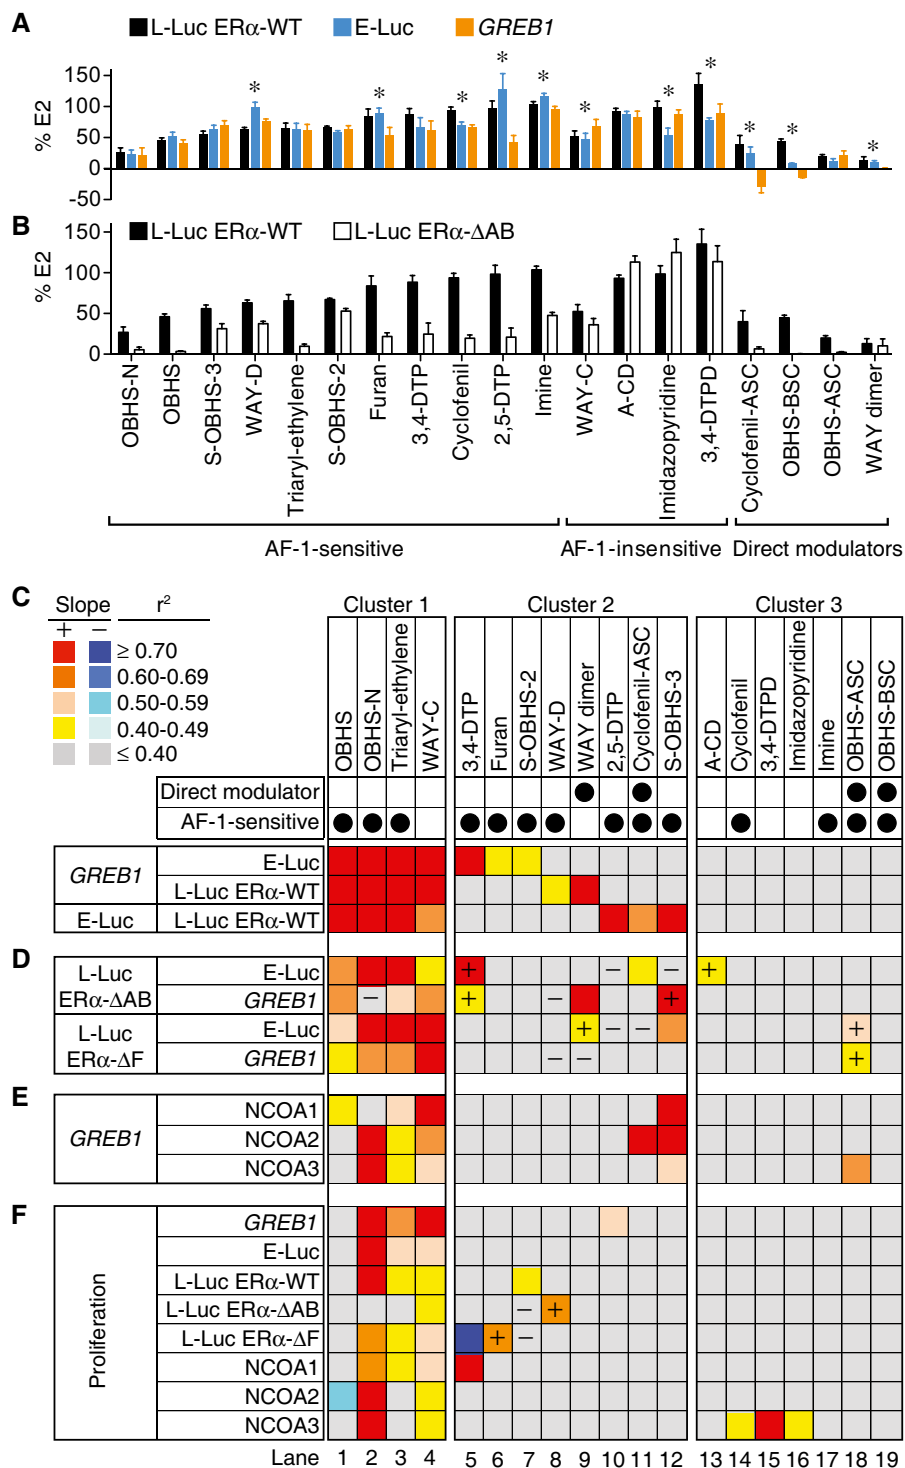 A
L-Luc ERα-WT E-Luc GREB1
150
100
50
0
-50
% E2
* * * * * * * * * * *
B
L-Luc ERα-WT L-Luc ERα-ΔAB
150
100
50
0
% E2
OBHS-N
OBHS
S-OBHS-3
WAY-D
Triaryl-ethylene
S-OBHS-2
Furan
3,4-DTP
Cyclofenil
2,5-DTP
Imine
WAY-C
A-CD
Imidazopyridine
3,4-DTPD
Cyclofenil-ASC
OBHS-BSC
OBHS-ASC
WAY dimer
AF-1-sensitive AF-1-insensitive Direct modulators
C
Slope r²
+ −
≥ 0.70
0.60-0.69
0.50-0.59
0.40-0.49
≤ 0.40
Cluster 1 Cluster 2 Cluster 3
OBHS
OBHS-N
Triaryl-ethylene
WAY-C
3,4-DTP
Furan
S-OBHS-2
WAY-D
WAY dimer
2,5-DTP
Cyclofenil-ASC
S-OBHS-3
A-CD
Cyclofenil
3,4-DTPD
Imidazopyridine
Imine
OBHS-ASC
OBHS-BSC
Direct modulator
AF-1-sensitive
GREB1
E-Luc
L-Luc ERα-WT
E-Luc L-Luc ERα-WT
D
L-Luc ERα-ΔAB
E-Luc + − − +
GREB1 − + − +
L-Luc ERα-ΔF
E-Luc + − − +
GREB1 − − +
E
GREB1
NCOA1
NCOA2
NCOA3
F
Proliferation
GREB1
E-Luc
L-Luc ERα-WT
L-Luc ERα-ΔAB − +
L-Luc ERα-ΔF + −
NCOA1
NCOA2
NCOA3
Lane 1 2 3 4 5 6 7 8 9 10 11 12 13 14 15 16 17 18 19